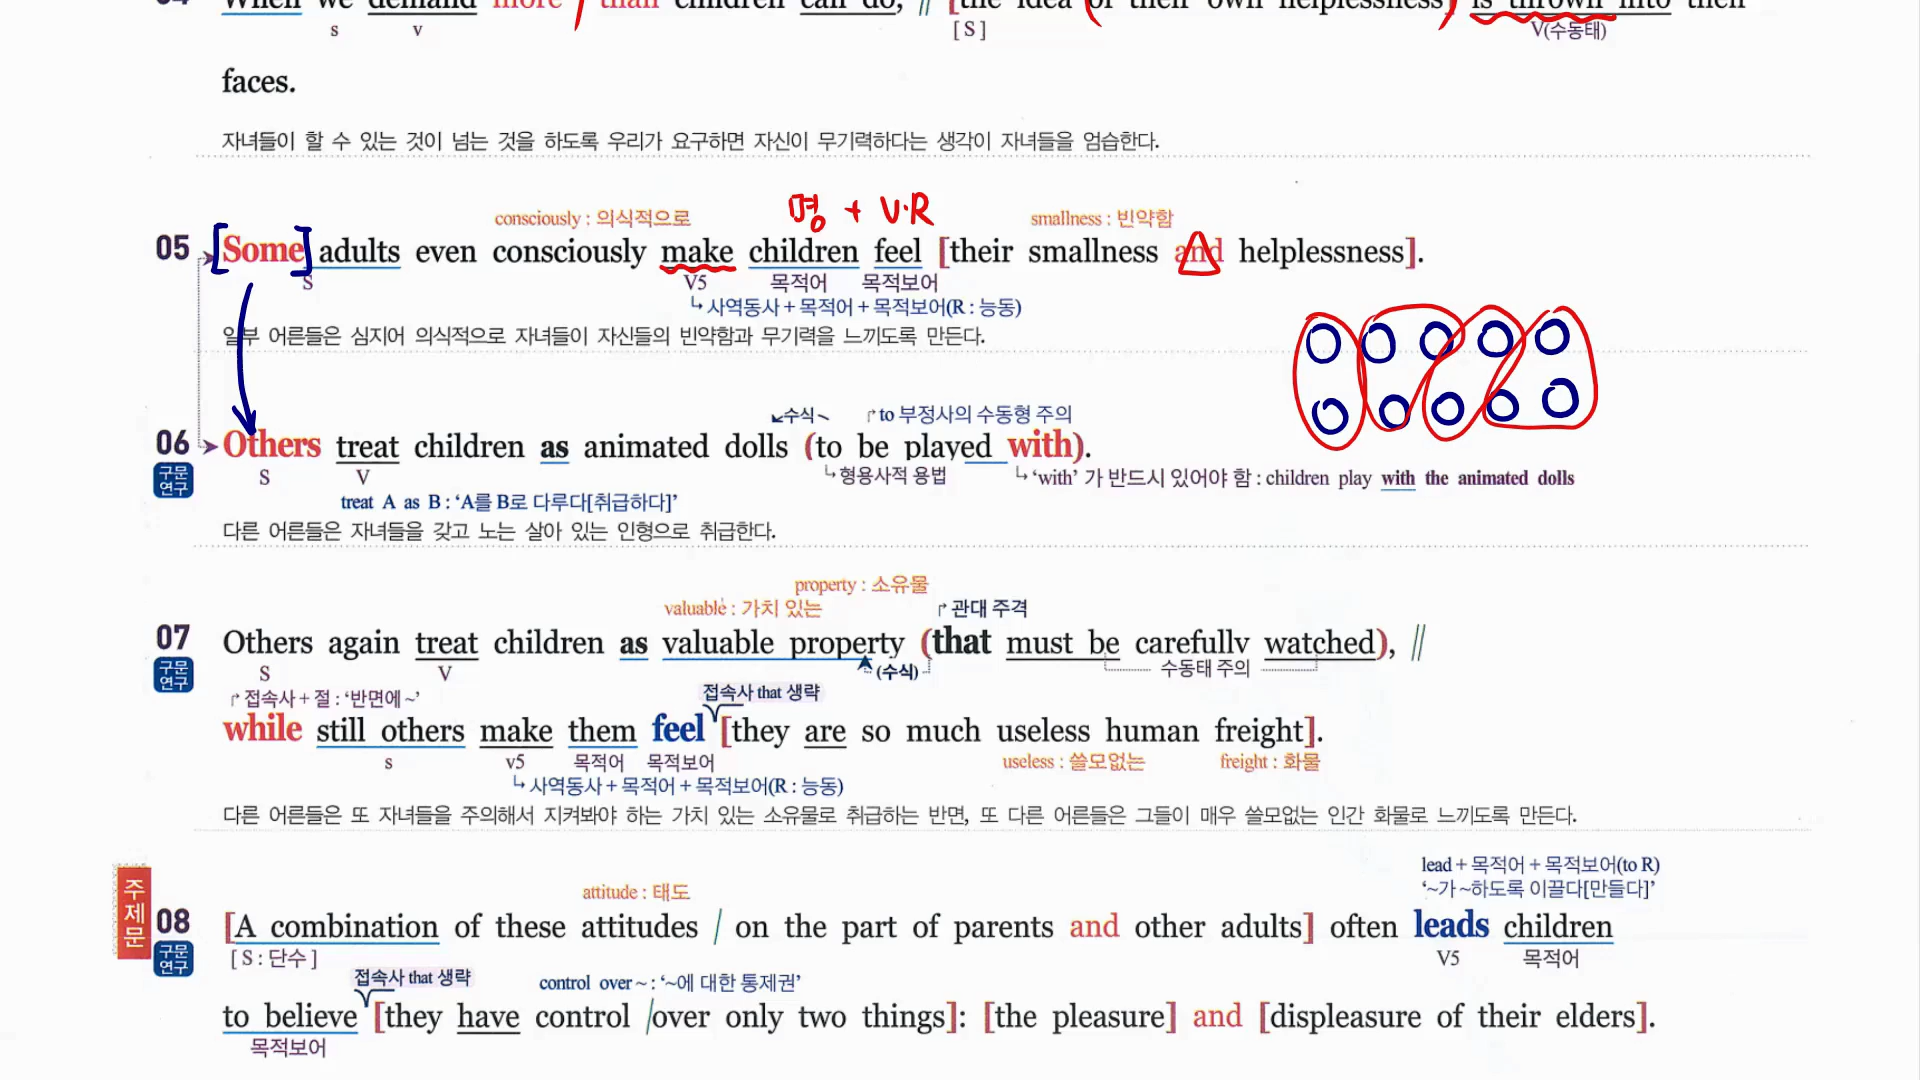 04 When we demand more / than children can do, // [the idea (of their own helplessness)] is thrown into their
s v [ S ] V(수동태)
faces.
자녀들이 할 수 있는 것이 넘는 것을 하도록 우리가 요구하면 자신이 무기력하다는 생각이 자녀들을 엄습한다.
명 + V·R
consciously : 의식적으로 smallness : 빈약함
05 [Some] adults even consciously make children feel [their smallness and helplessness].
S V5 목적어 목적보어
↳ 사역동사 + 목적어 + 목적보어(R : 능동)
일부 어른들은 심지어 의식적으로 자녀들이 자신들의 빈약함과 무기력을 느끼도록 만든다.
수식 to 부정사의 수동형 주의
06 Others treat children as animated dolls (to be played with).
구문연구 S V ↳형용사적 용법 ↳‘with’ 가 반드시 있어야 함 : children play with the animated dolls
treat A as B : ‘A를 B로 다루다[취급하다]’
다른 어른들은 자녀들을 갖고 노는 살아 있는 인형으로 취급한다.
property : 소유물
valuable : 가치 있는 관대 주격
07 Others again treat children as valuable property (that must be carefully watched), //
구문연구 S V (수식) 수동태 주의
접속사 + 절 : ‘반면에~’ 접속사 that 생략
while still others make them feel [they are so much useless human freight].
s v5 목적어 목적보어 useless : 쓸모없는 freight : 화물
↳ 사역동사 + 목적어 + 목적보어(R : 능동)
다른 어른들은 또 자녀들을 주의해서 지켜봐야 하는 가치 있는 소유물로 취급하는 반면, 또 다른 어른들은 그들이 매우 쓸모없는 인간 화물로 느끼도록 만든다.
lead + 목적어 + 목적보어(to R)
attitude : 태도 ‘~가 ~하도록 이끌다[만들다]’
주제문 08 [A combination of these attitudes / on the part of parents and other adults] often leads children
구문연구 [ S : 단수 ] V5 목적어
접속사 that 생략 control over ~ : ‘~에 대한 통제권’
to believe [they have control /over only two things]: [the pleasure] and [displeasure of their elders].
목적보어